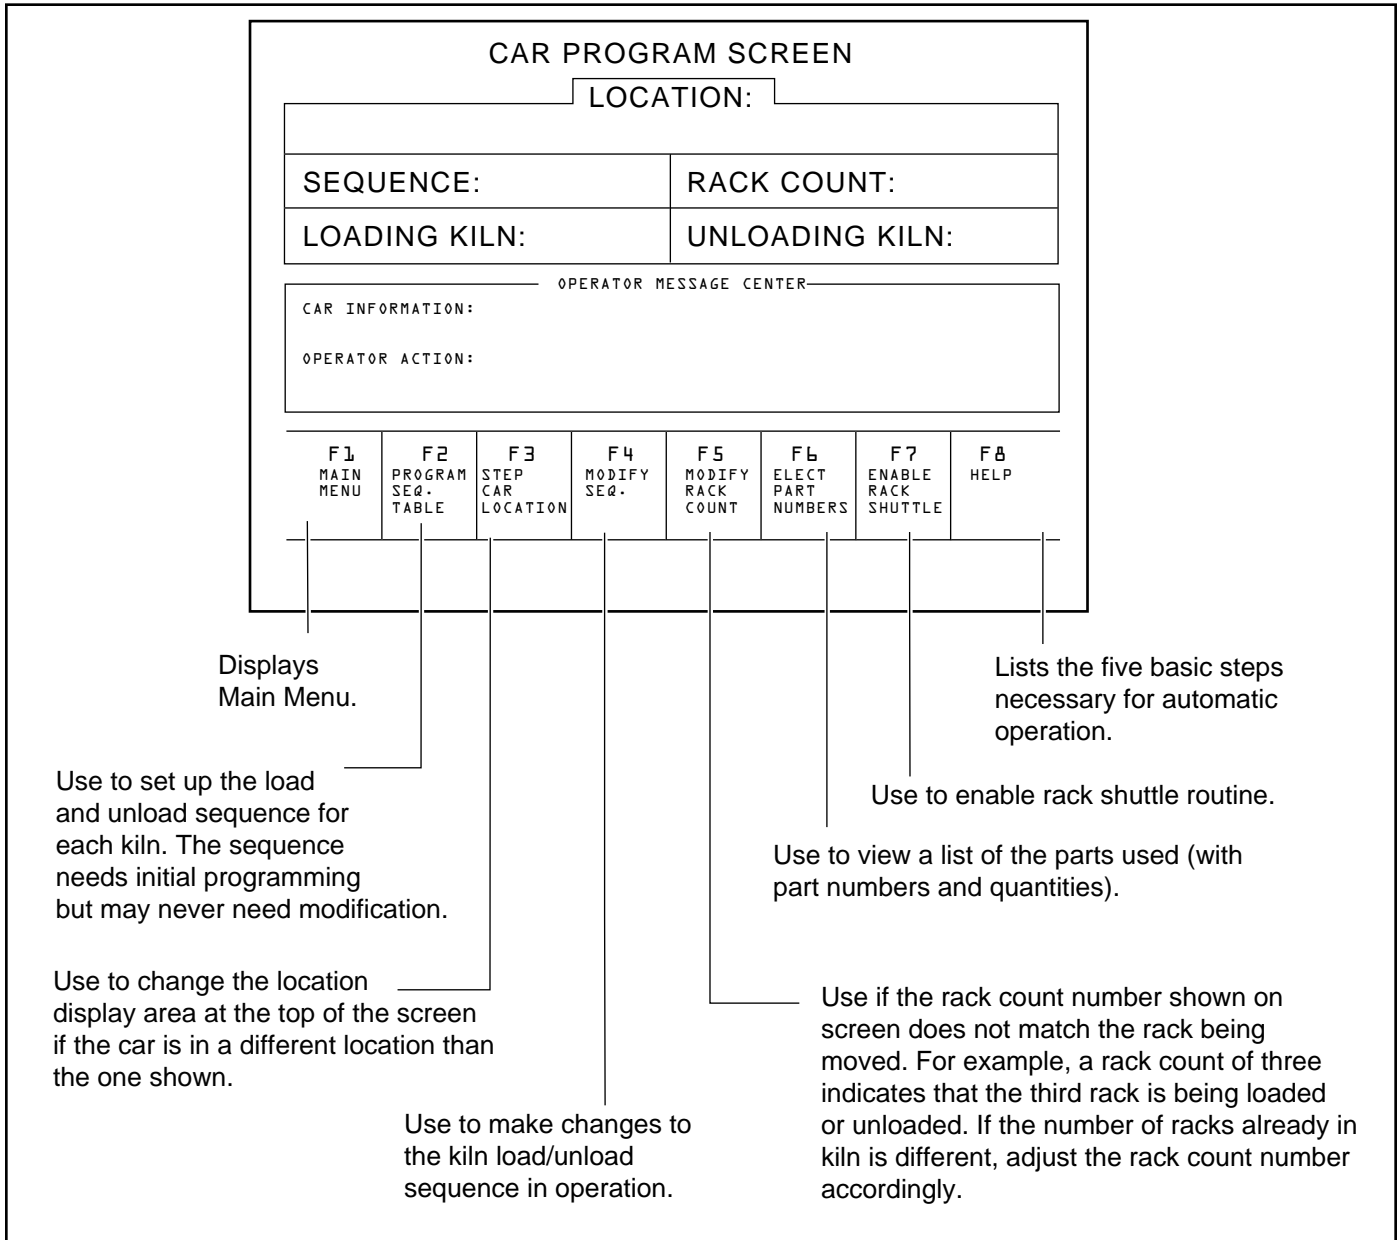 CAR PROGRAM SCREEN
LOCATION:
SEQUENCE:
RACK COUNT:
LOADING KILN:
UNLOADING KILN:
OPERATOR MESSAGE CENTER
CAR INFORMATION:
OPERATOR ACTION:
F1
MAIN
MENU
F2
PROGRAM
SEQ.
TABLE
F3
STEP
CAR
LOCATION
F4
MODIFY
SEQ.
F5
MODIFY
RACK
COUNT
F6
ELECT
PART
NUMBERS
F7
ENABLE
RACK
SHUTTLE
F8
HELP
Displays
Main Menu.
Lists the five basic steps
necessary for automatic
operation.
Use to set up the load
and unload sequence for
each kiln. The sequence
needs initial programming
but may never need modification.
Use to enable rack shuttle routine.
Use to view a list of the parts used (with
part numbers and quantities).
Use to change the location
display area at the top of the screen
if the car is in a different location than
the one shown.
Use if the rack count number shown on
screen does not match the rack being
moved. For example, a rack count of three
indicates that the third rack is being loaded
or unloaded. If the number of racks already in
kiln is different, adjust the rack count number
accordingly.
Use to make changes to
the kiln load/unload
sequence in operation.